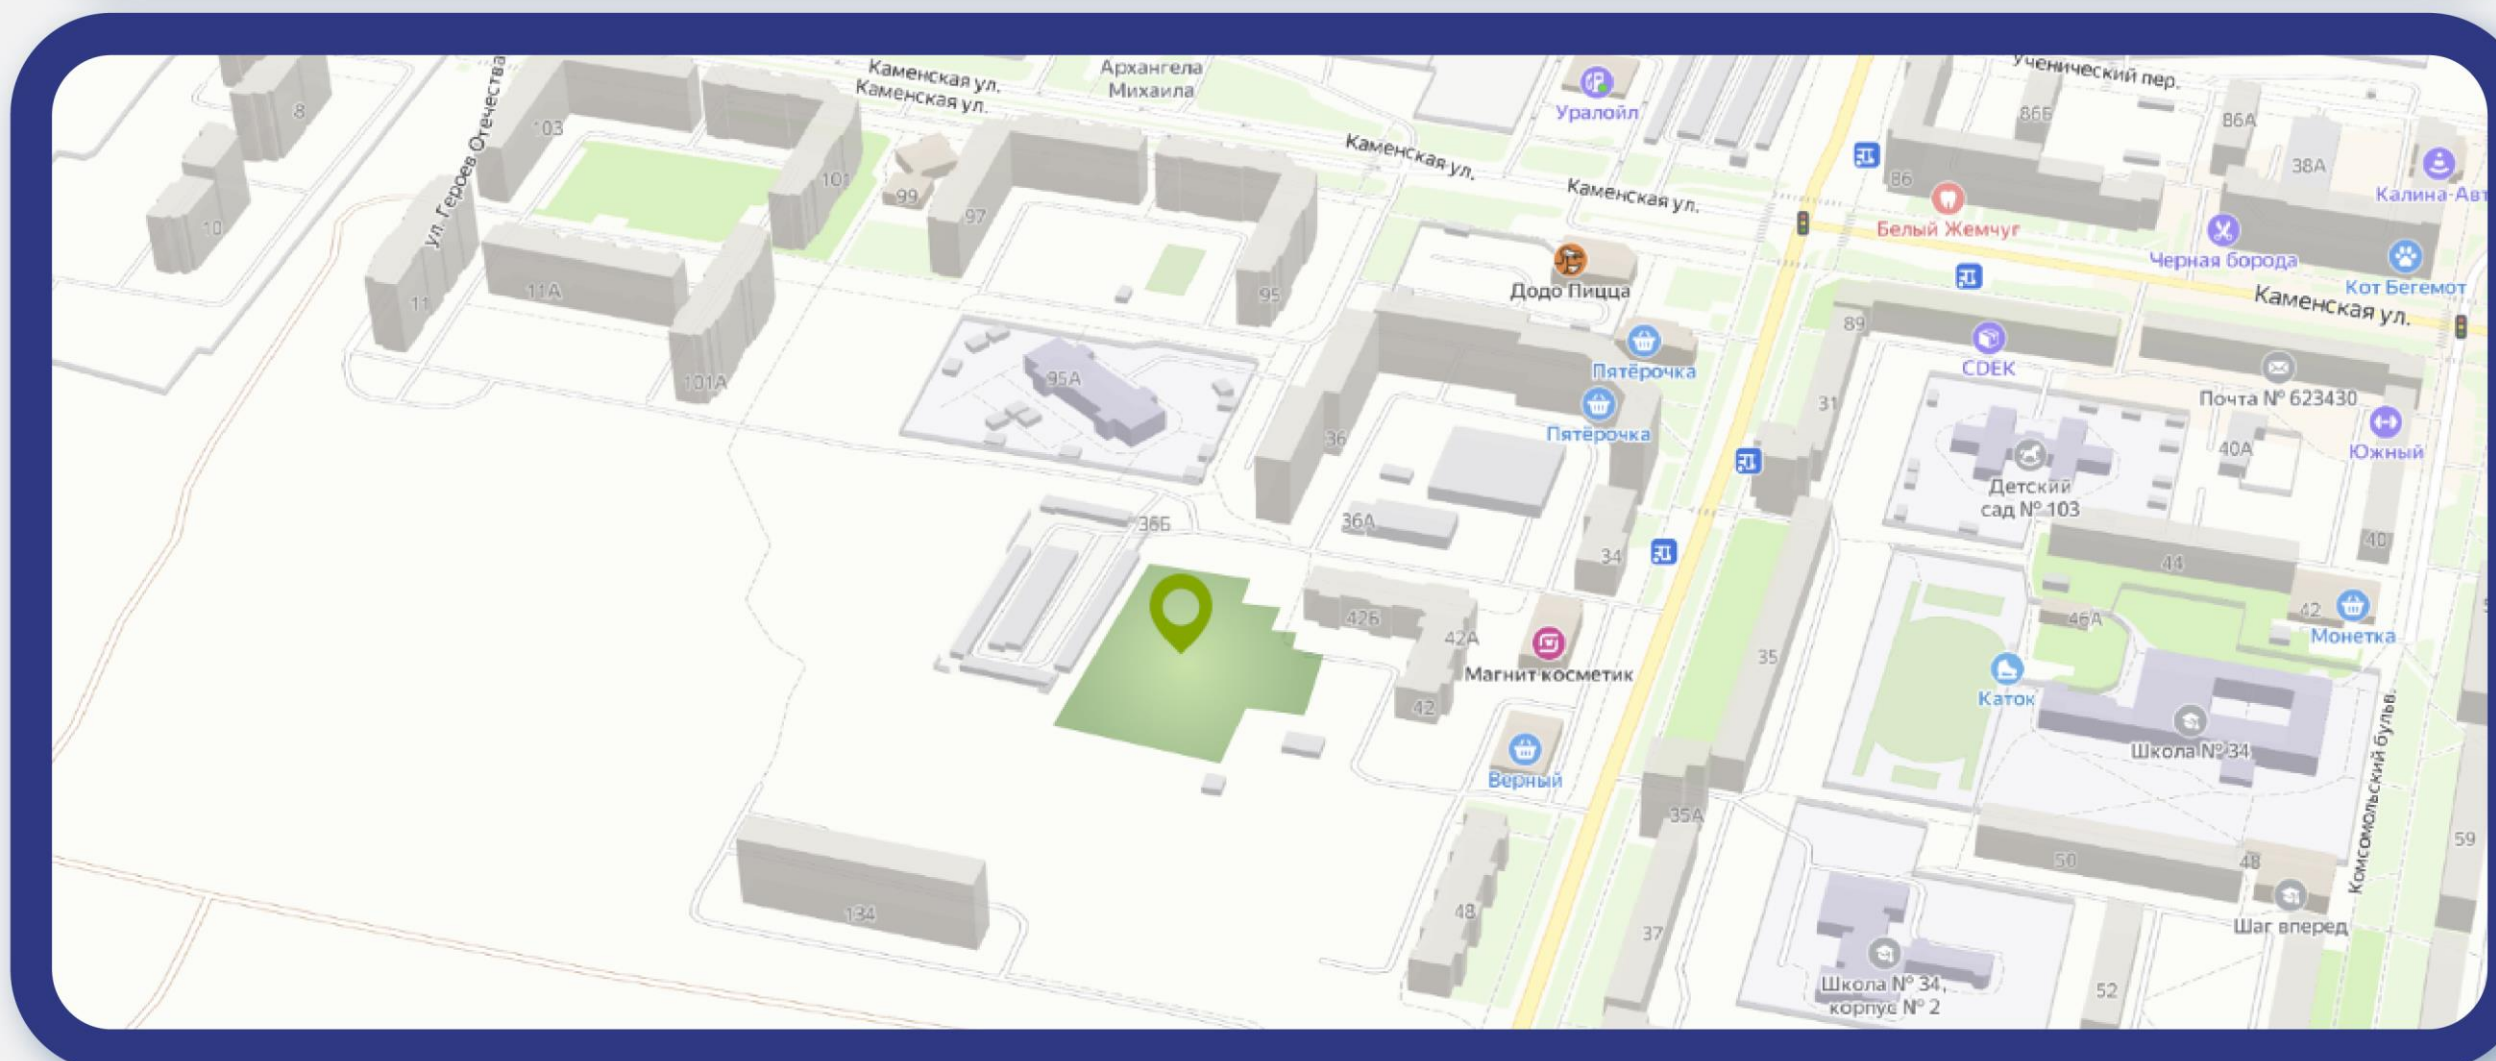 Каменская ул.
Каменская ул.
Архангела
Михаила
Уралойл
Ученический пер.
8
103
ул. Героев Отечества
101
99
97
10
11
11А
101А
95
95А
Каменская ул.
Каменская ул.
86
86Б
86А
38А
Калина-Авт
Белый Жемчуг
Черная борода
Кот Бегемот
Каменская ул.
Додо Пицца
Пятёрочка
Пятёрочка
89
31
CDEK
Почта № 623430
Южный
40А
40
Детский
сад № 103
36
36А
36Б
34
44
42
Монетка
46А
42Б
42А
42
Магнит косметик
35
Каток
Школа № 34
Верный
Комсомольский бульв.
35А
50
48
59
134
48
37
Шаг вперед
Школа № 34,
корпус № 2
52